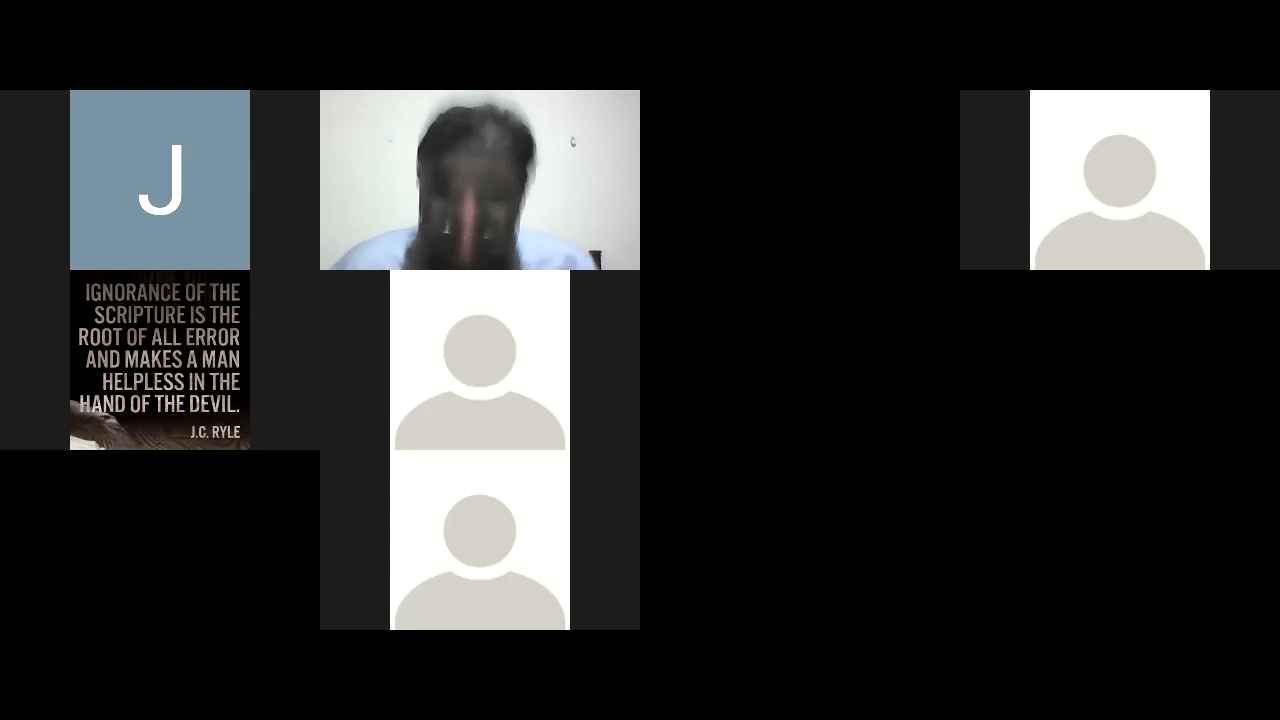 J
IGNORANCE OF THE
SCRIPTURE IS THE
ROOT OF ALL ERROR
AND MAKES A MAN
HELPLESS IN THE
HAND OF THE DEVIL.
J.C. RYLE